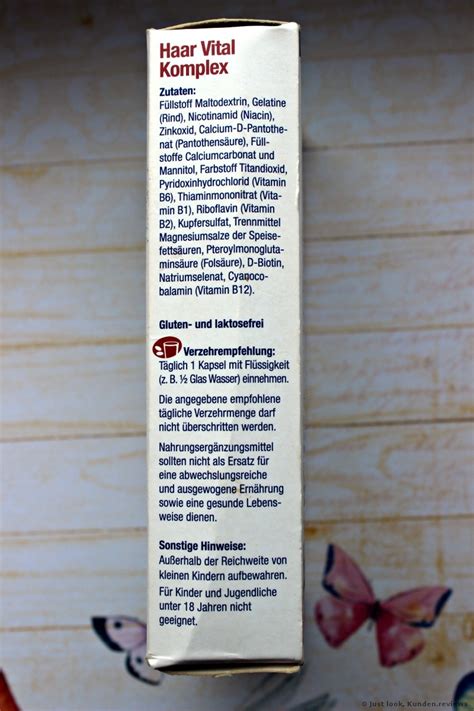 Haar Vital
Komplex
Zutaten:
Füllstoff Maltodextrin, Gelatine
(Rind), Nicotinamid (Niacin),
Zinkoxid, Calcium-D-Pantothe-
nat (Pantothensäure), Füll-
stoffe Calciumcarbonat und
Mannitol, Farbstoff Titandioxid,
Pyridoxinhydrochlorid (Vitamin
B6), Thiaminmononitrat (Vita-
min B1), Riboflavin (Vitamin
B2), Kupfersulfat, Trennmittel
Magnesiumsalze der Speise-
fettsäuren, Pteroylmonogluta-
minsäure (Folsäure), D-Biotin,
Natriumselenat, Cyanoco-
balamin (Vitamin B12).
Gluten- und laktosefrei
Verzehrempfehlung:
Täglich 1 Kapsel mit Flüssigkeit
(z. B. ½ Glas Wasser) einnehmen.
Die angegebene empfohlene
tägliche Verzehrmenge darf
nicht überschritten werden.
Nahrungsergänzungsmittel
sollten nicht als Ersatz für
eine abwechslungsreiche
und ausgewogene Ernährung
sowie eine gesunde Lebens-
weise dienen.
Sonstige Hinweise:
Außerhalb der Reichweite von
kleinen Kindern aufbewahren.
Für Kinder und Jugendliche
unter 18 Jahren nicht
geeignet.
© Just look, Kunden.reviews